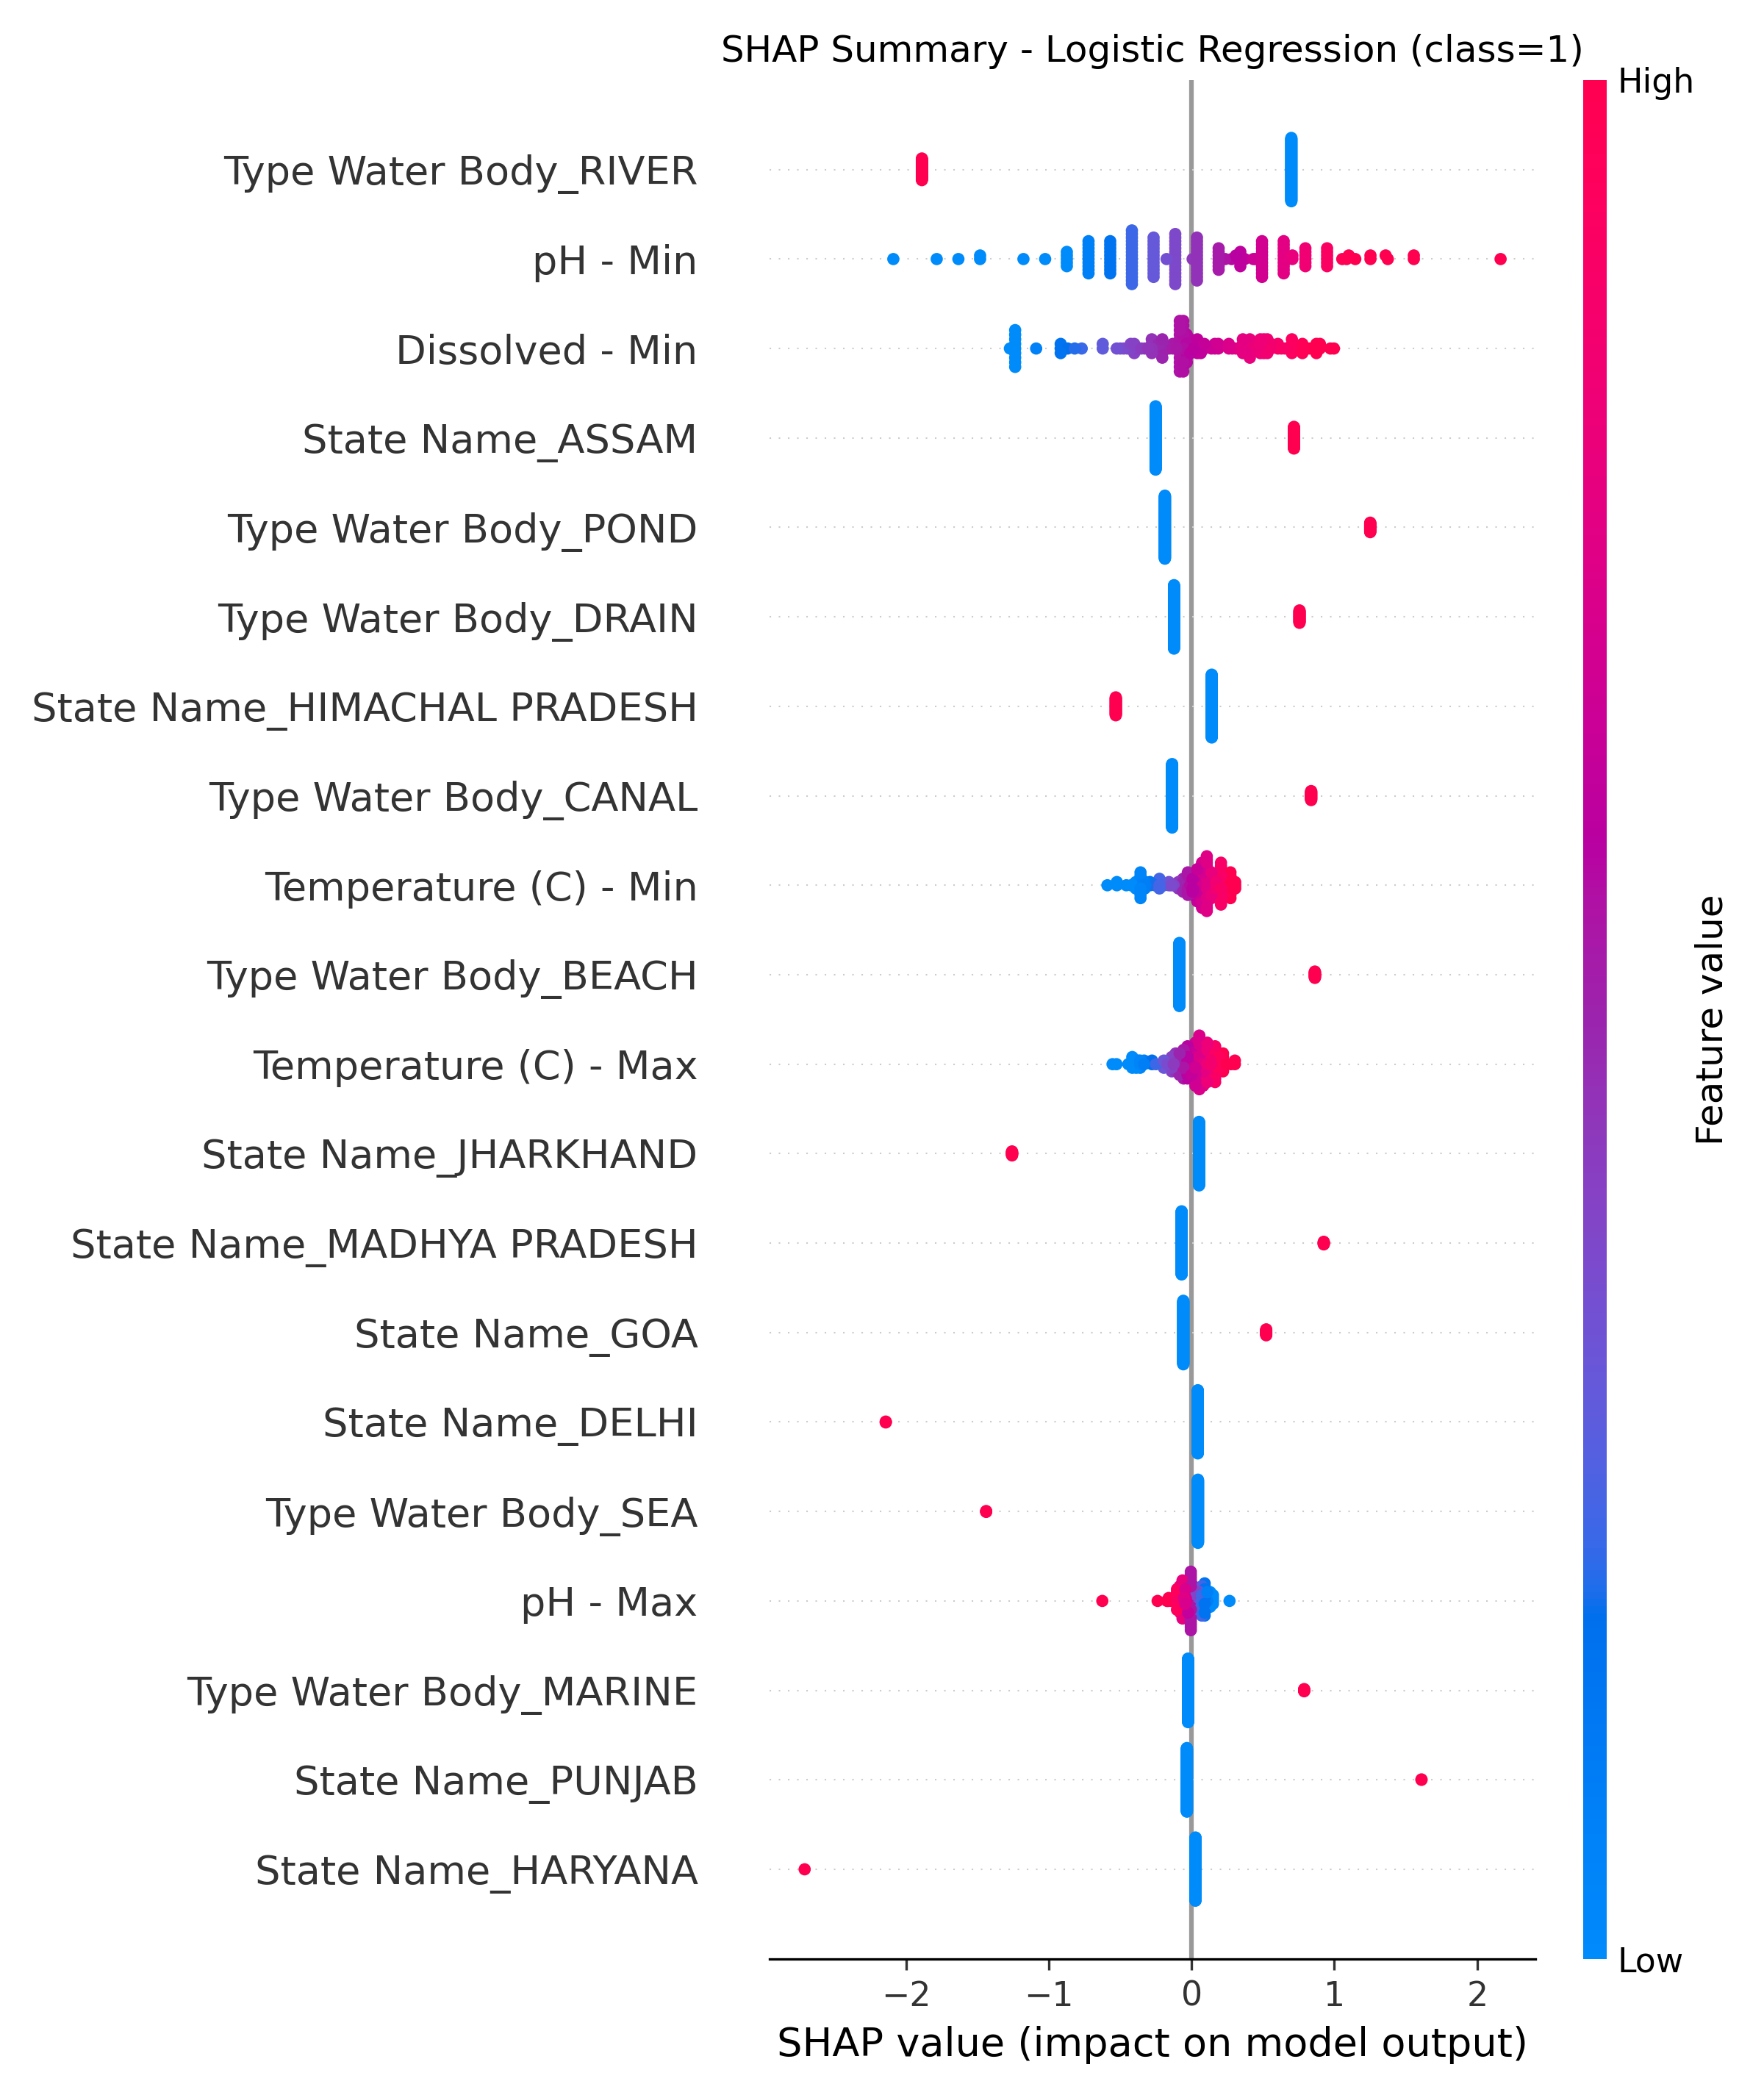 SHAP Summary - Logistic Regression (class=1)
High
Type Water Body_RIVER
pH - Min
Dissolved - Min
State Name_ASSAM
Type Water Body_POND
Type Water Body_DRAIN
State Name_HIMACHAL PRADESH
Type Water Body_CANAL
Temperature (C) - Min
Type Water Body_BEACH
Temperature (C) - Max
State Name_JHARKHAND
State Name_MADHYA PRADESH
State Name_GOA
State Name_DELHI
Type Water Body_SEA
pH - Max
Type Water Body_MARINE
State Name_PUNJAB
State Name_HARYANA
Feature value
Low
−2 −1 0 1 2
SHAP value (impact on model output)